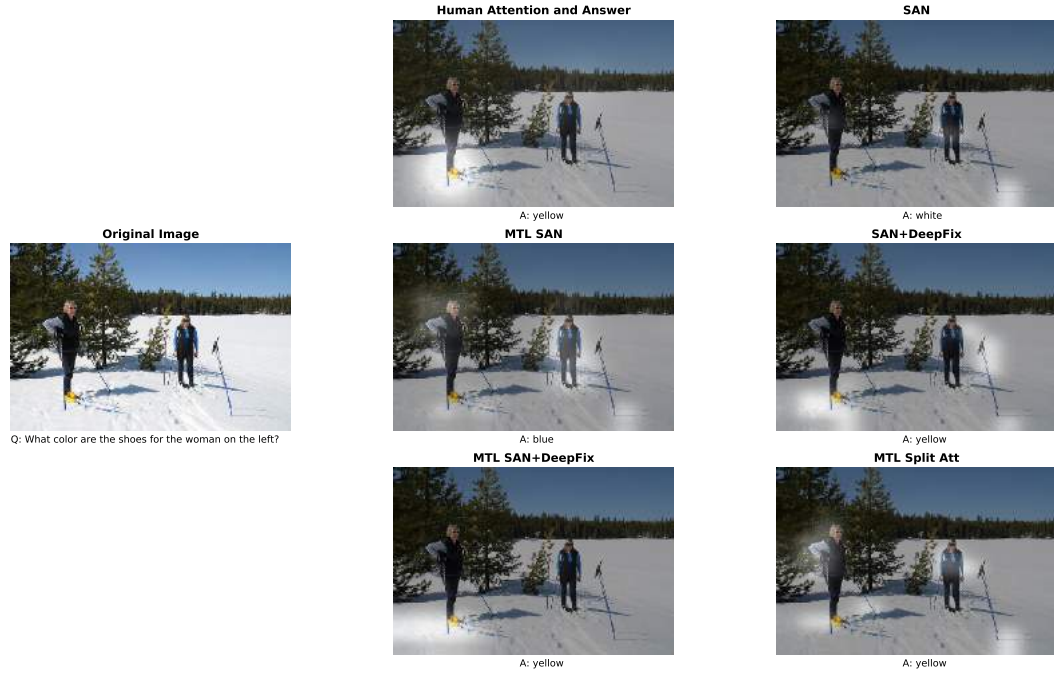 Human Attention and Answer
SAN
A: yellow
A: white
Original Image
MTL SAN
SAN+DeepFix
Q: What color are the shoes for the woman on the left?
A: blue
A: yellow
MTL SAN+DeepFix
MTL Split Att
A: yellow
A: yellow